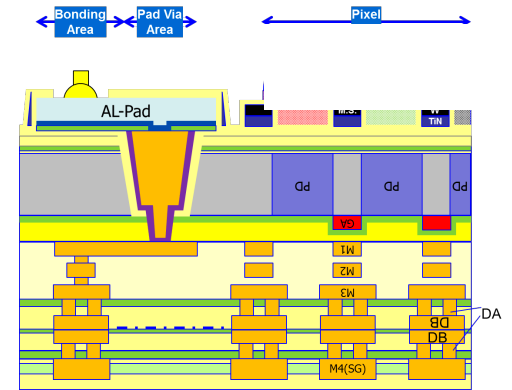 Bonding
Area
Pad Via
Area
Pixel
AL-Pad
M.S.
W
TiN
PD
PD
PD
GA
M1
M2
M3
DB
DB
DA
M4(SG)